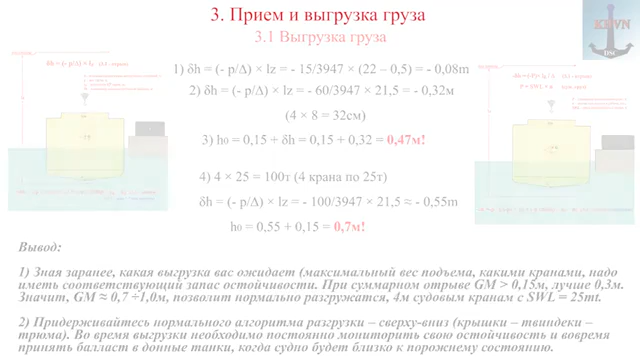 3. Прием и выгрузка груза
3.1 Выгрузка груза
KEVN
DM
1) δh = (- p/Δ) × lz = - 15/3947 × (22 – 0,5) = - 0,08m
2) δh = (- p/Δ) × lz = - 60/3947 × 21,5 = - 0,32м
(4 × 8 = 32см)
3) h₀ = 0,15 + δh = 0,15 + 0,32 = 0,47м!
4) 4 × 25 = 100т (4 крана по 25т)
δh = (- p/Δ) × lz = - 100/3947 × 21,5 ≈ - 0,55m
h₀ = 0,55 + 0,15 = 0,7м!
Вывод:
1) Зная заранее, какая выгрузка вас ожидает (максимальный вес подъема, какими кранами, надо
иметь соответствующий запас остойчивости. При суммарном отрыве GM > 0,15м, лучше 0,3м.
Значит, GM ≈ 0,7 ÷1,0м, позволит нормально разгружатся, 4м судовым кранам с SWL = 25mt.
2) Придерживайтесь нормального алгоритма разгрузки – сверху-вниз (крышки – твиндеки –
трюма). Во время выгрузки необходимо постоянно мониторить свою остойчивость и вовремя
принять балласт в донные танки, когда судно будет близко к порожнему состоянию.